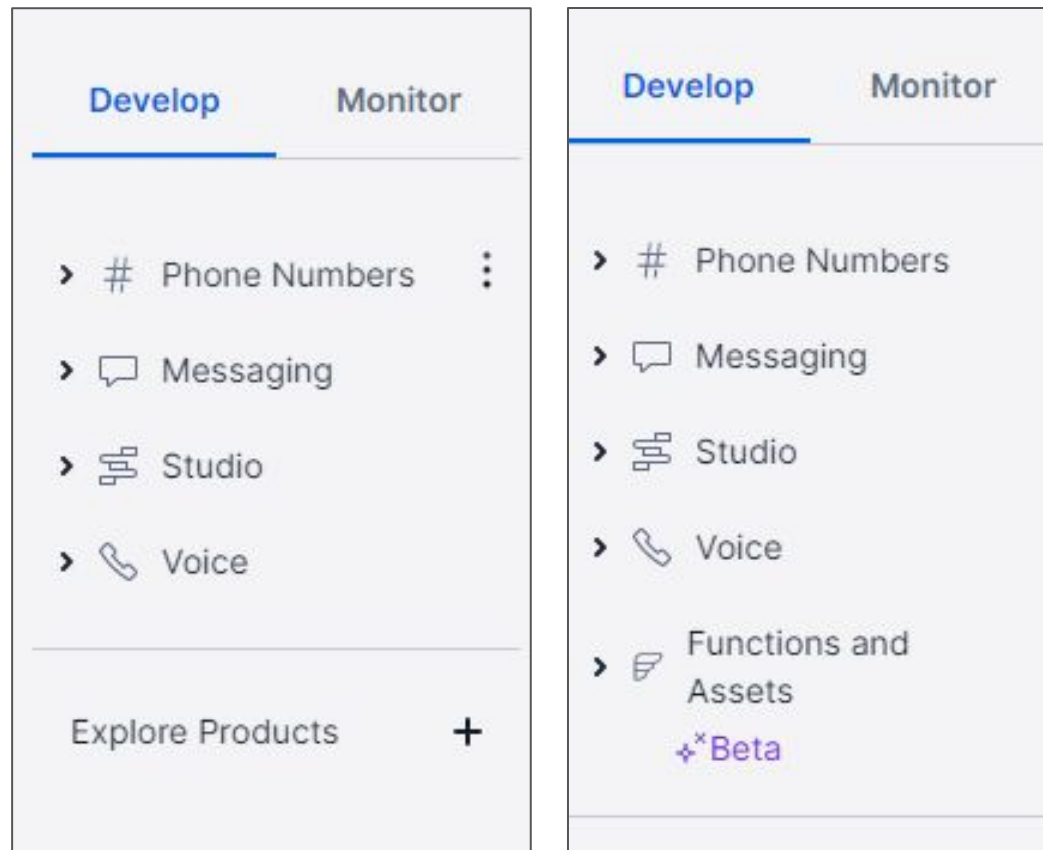 Develop Monitor
# Phone Numbers
Messaging
Studio
Voice
Explore Products +
Develop Monitor
# Phone Numbers
Messaging
Studio
Voice
Functions and
Assets
Beta